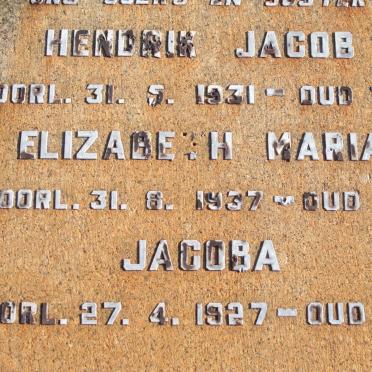 HENDRIK JACOB
OORL. 31. 5. 1931 – OUD
ELIZABETH MARIA
OORL. 31. 8. 1937 – OUD
JACOBA
OORL. 27. 4. 1927 – OUD